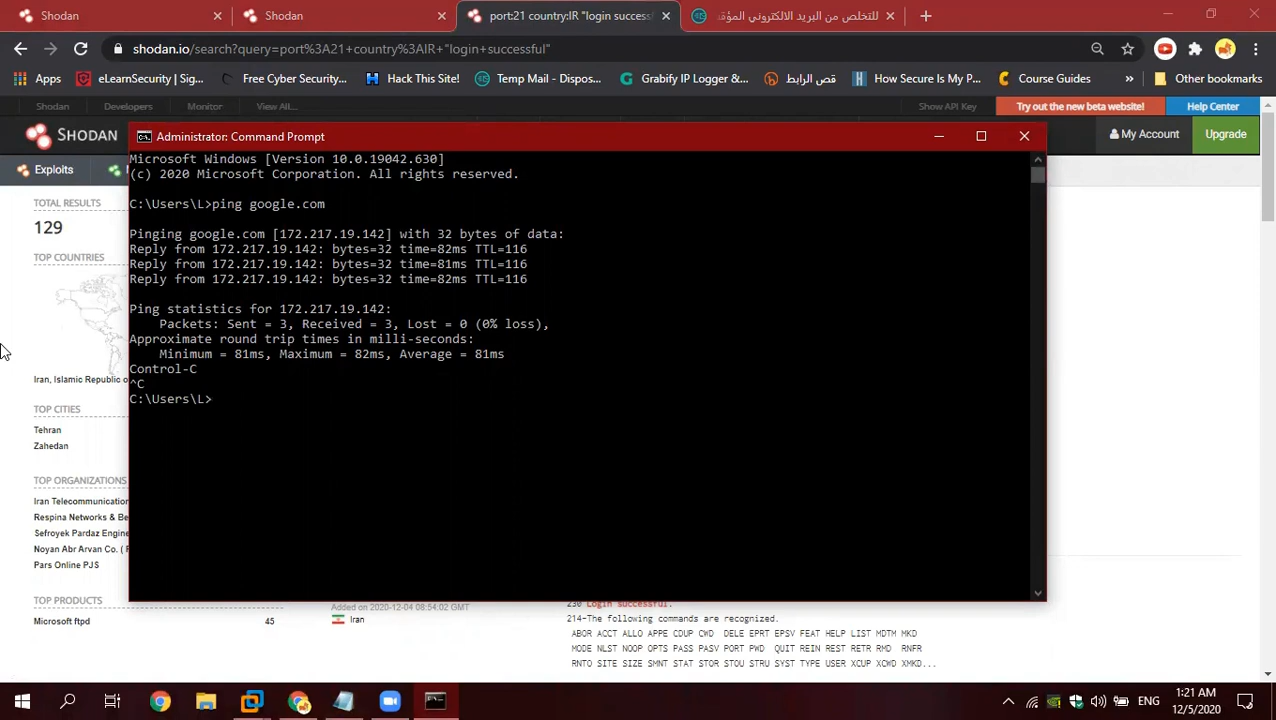 Shodan
Shodan
port:21 country:IR "login successf
للتخلص من البريد الالكتروني المؤقت
shodan.io/search?query=port%3A21+country%3AIR+"login+successful"
Apps
eLearnSecurity | Sig...
Free Cyber Security...
Hack This Site!
Temp Mail - Dispos...
Grabify IP Logger &...
قص الرابط
How Secure Is My P...
Course Guides
»
Other bookmarks
Shodan
Developers
Monitor
View All...
Show API Key
Try out the new beta website!
Help Center
SHODAN
My Account
Upgrade
Exploits
Administrator: Command Prompt
Microsoft Windows [Version 10.0.19042.630]
(c) 2020 Microsoft Corporation. All rights reserved.
C:\Users\L>ping google.com
Pinging google.com [172.217.19.142] with 32 bytes of data:
Reply from 172.217.19.142: bytes=32 time=82ms TTL=116
Reply from 172.217.19.142: bytes=32 time=81ms TTL=116
Reply from 172.217.19.142: bytes=32 time=82ms TTL=116
Ping statistics for 172.217.19.142:
Packets: Sent = 3, Received = 3, Lost = 0 (0% loss),
Approximate round trip times in milli-seconds:
Minimum = 81ms, Maximum = 82ms, Average = 81ms
Control-C
^C
C:\Users\L>
TOTAL RESULTS
129
TOP COUNTRIES
Iran, Islamic Republic o
TOP CITIES
Tehran
Zahedan
TOP ORGANIZATIONS
Iran Telecommunication
Respina Networks & Be
Sefroyek Pardaz Engine
Noyan Abr Arvan Co. (
Pars Online PJS
TOP PRODUCTS
Microsoft ftpd
45
Added on 2020-12-04 08:54:02 GMT
Iran
230 Login successful.
214-The following commands are recognized.
ABOR ACCT ALLO APPE CDUP CWD DELE EPRT EPSV FEAT HELP LIST MDTM MKD
MODE NLST NOOP OPTS PASS PASV PORT PWD QUIT REIN REST RETR RMD RNFR
RNTO SITE SIZE SMNT STAT STOR STOU STRU SYST TYPE USER XCUP XCWD XMKD...
ENG
1:21 AM
12/5/2020